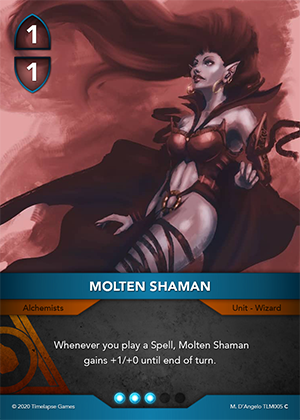 1
1
MOLTEN SHAMAN
Alchemists
Unit - Wizard
Whenever you play a Spell, Molten Shaman
gains +1/+0 until end of turn.
© 2020 Timelapse Games
M. D'Angelo TLM005 C